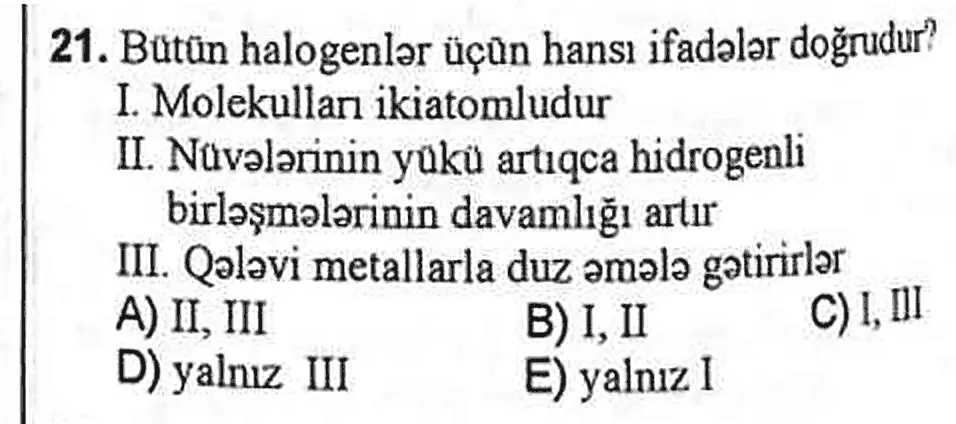 21. Bütün halogenlər üçün hansı ifadələr doğrudur?
I. Molekulları ikiatomludur
II. Nüvələrinin yükü artıqca hidrogenli
birləşmələrinin davamlığı artır
III. Qələvi metallarla duz əmələ gətirirlər
A) II, III B) I, II C) I, III
D) yalnız III E) yalnız I